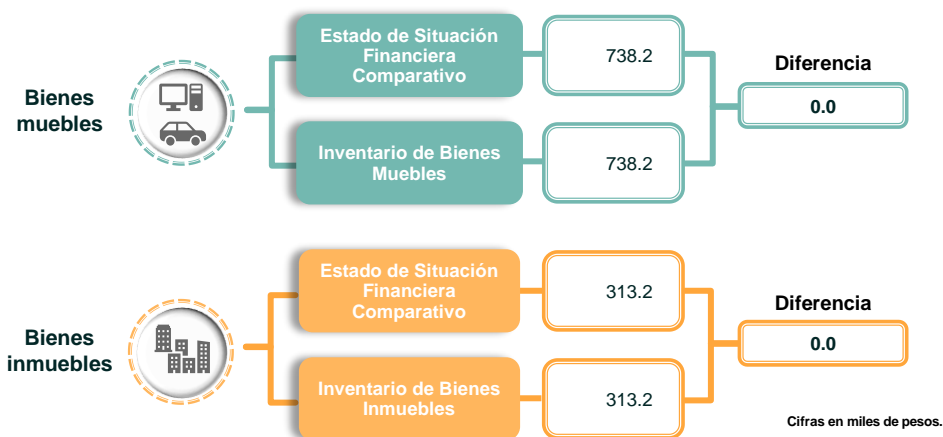 Bienes
muebles
Estado de Situación
Financiera
Comparativo
738.2
Inventario de Bienes
Muebles
738.2
Diferencia
0.0
Bienes
inmuebles
Estado de Situación
Financiera
Comparativo
313.2
Inventario de Bienes
Inmuebles
313.2
Diferencia
0.0
Cifras en miles de pesos.